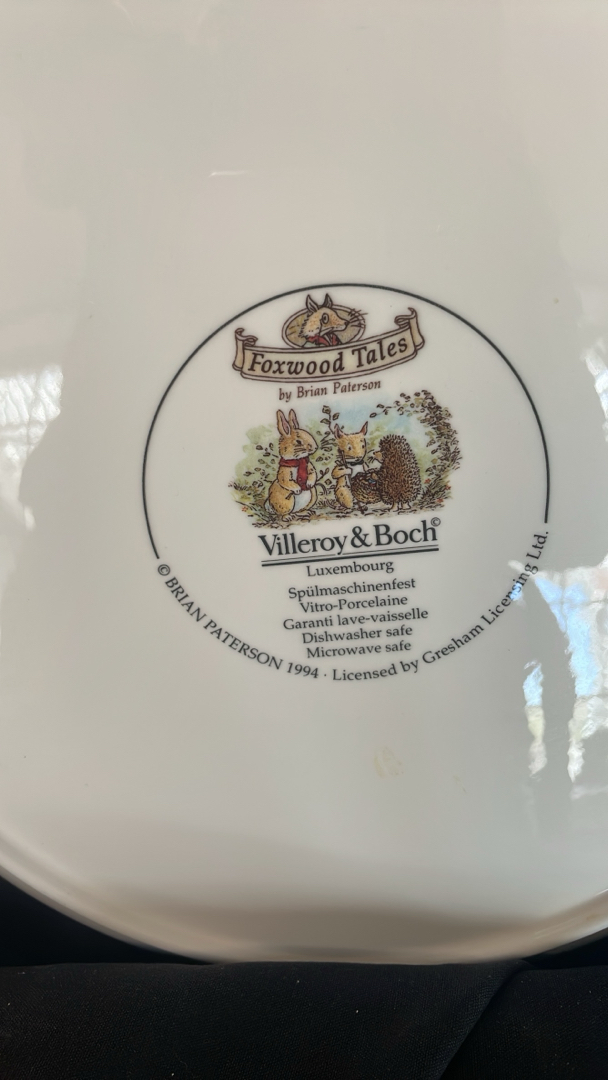 Foxwood Tales
by Brian Paterson
Villeroy & Boch©
Luxembourg
Spülmaschinenfest
Vitro-Porcelaine
Garanti lave-vaisselle
Dishwasher safe
Microwave safe
© BRIAN PATERSON 1994 · Licensed by Gresham Licensing Ltd.